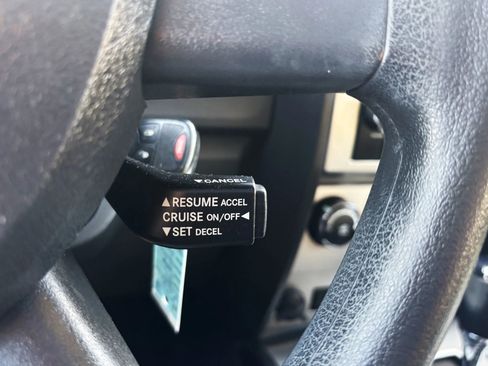 ▼CANCEL
▲RESUME ACCEL
CRUISE ON/OFF◀
▼SET DECEL